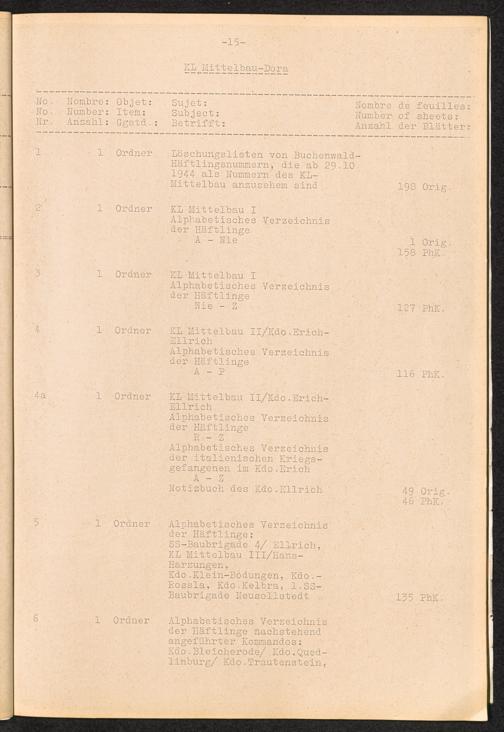 -15-
KL Mittelbau-Dora
No. Nombre: Objet: Sujet: Nombre de feuilles:
No. Number: Item: Subject: Number of sheets:
Nr. Anzahl: Ggstd.: Betrifft: Anzahl der Blätter:
1 1 Ordner Löschungslisten von Buchenwald-
Häftlingsnummern, die ab 29.10.
1944 als Nummern des KL-
Mittelbau anzusehem sind 198 Orig.
2 1 Ordner KL Mittelbau I
Alphabetisches Verzeichnis
der Häftlinge
A - Nie 1 Orig.
158 PhK.
3 1 Ordner KL Mittelbau I
Alphabetisches Verzeichnis
der Häftlinge
Nie - Z 127 PhK.
4 1 Ordner KL Mittelbau II/Kdo.Erich-
Ellrich
Alphabetisches Verzeichnis
der Häftlinge
A - P 116 PhK.
4a 1 Ordner KL Mittelbau II/Kdo.Erich-
Ellrich
Alphabetisches Verzeichnis
der Häftlinge
R - Z
Alphabetisches Verzeichnis
der italienischen Kriegs-
gefangenen im Kdo.Erich
A - Z
Notizbuch des Kdo.Ellrich 49 Orig.
46 PhK.
5 1 Ordner Alphabetisches Verzeichnis
der Häftlinge:
SS-Baubrigade 4/ Ellrich,
KL Mittelbau III/Hans-
Harzungen,
Kdo.Klein-Bodungen, Kdo.-
Rossla, Kdo.Kelbra, 1.SS-
Baubrigade Neusollstedt 135 PhK.
6 1 Ordner Alphabetisches Verzeichnis
der Häftlinge nachstehend
angeführter Kommandos:
Kdo.Bleicherode/ Kdo.Qued-
linburg/ Kdo.Trautenstein,